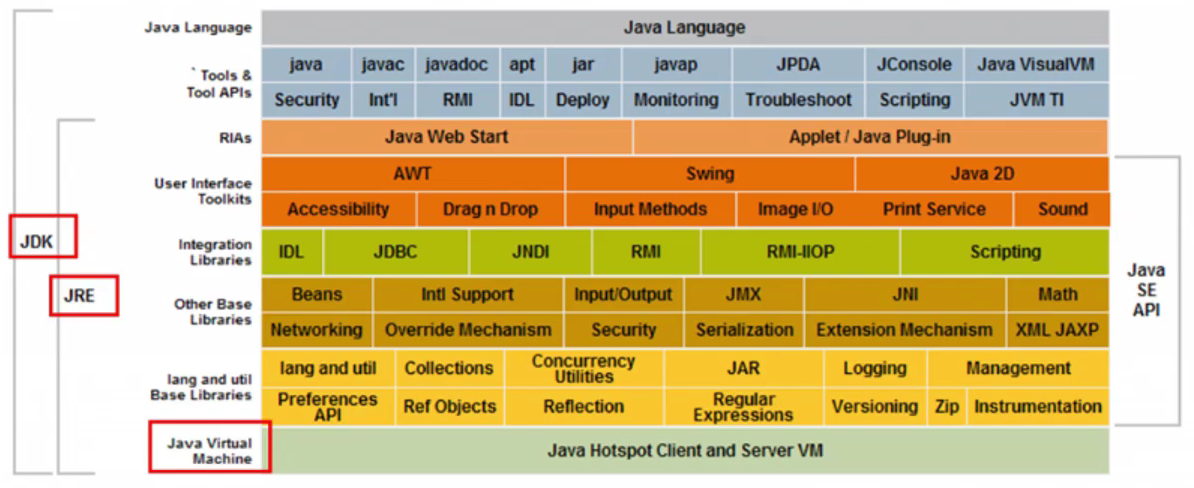 Java Language
Java Language
` Tools &
Tool APIs
java javac javadoc apt jar javap JPDA JConsole Java VisualVM
Security Int'l RMI IDL Deploy Monitoring Troubleshoot Scripting JVM TI
RIAs
Java Web Start Applet / Java Plug-in
User Interface
Toolkits
AWT Swing Java 2D
Accessibility Drag n Drop Input Methods Image I/O Print Service Sound
JDK
Integration
Libraries
IDL JDBC JNDI RMI RMI-IIOP Scripting
JRE
Other Base
Libraries
Beans Intl Support Input/Output JMX JNI Math
Networking Override Mechanism Security Serialization Extension Mechanism XML JAXP
Java
SE
API
lang and util
Base Libraries
lang and util Collections Concurrency
Utilities JAR Logging Management
Preferences
API Ref Objects Reflection Regular
Expressions Versioning Zip Instrumentation
Java Virtual
Machine
Java Hotspot Client and Server VM